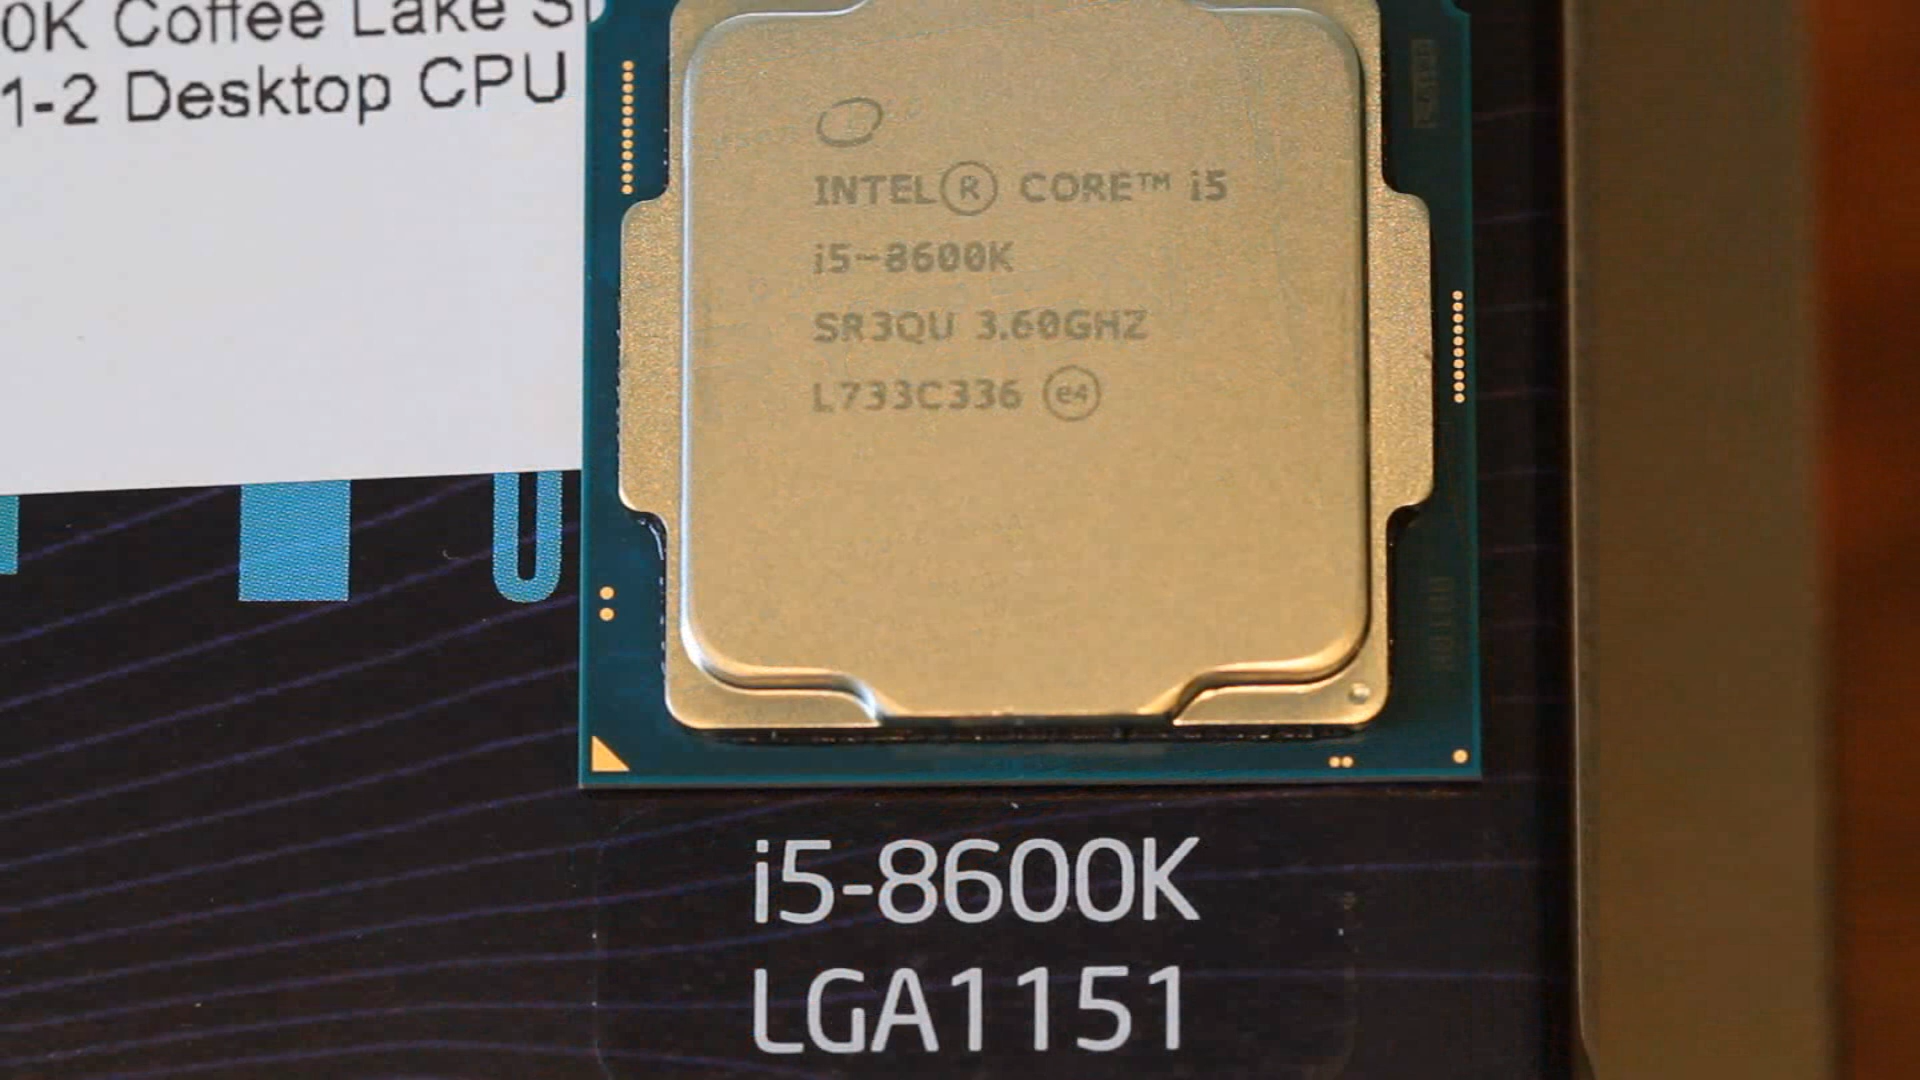 0K Coffee Lake
1-2 Desktop CPU
INTEL® CORE™ i5
i5-8600K
SR3QU 3.60GHZ
L733C336 e4
i5-8600K
LGA1151